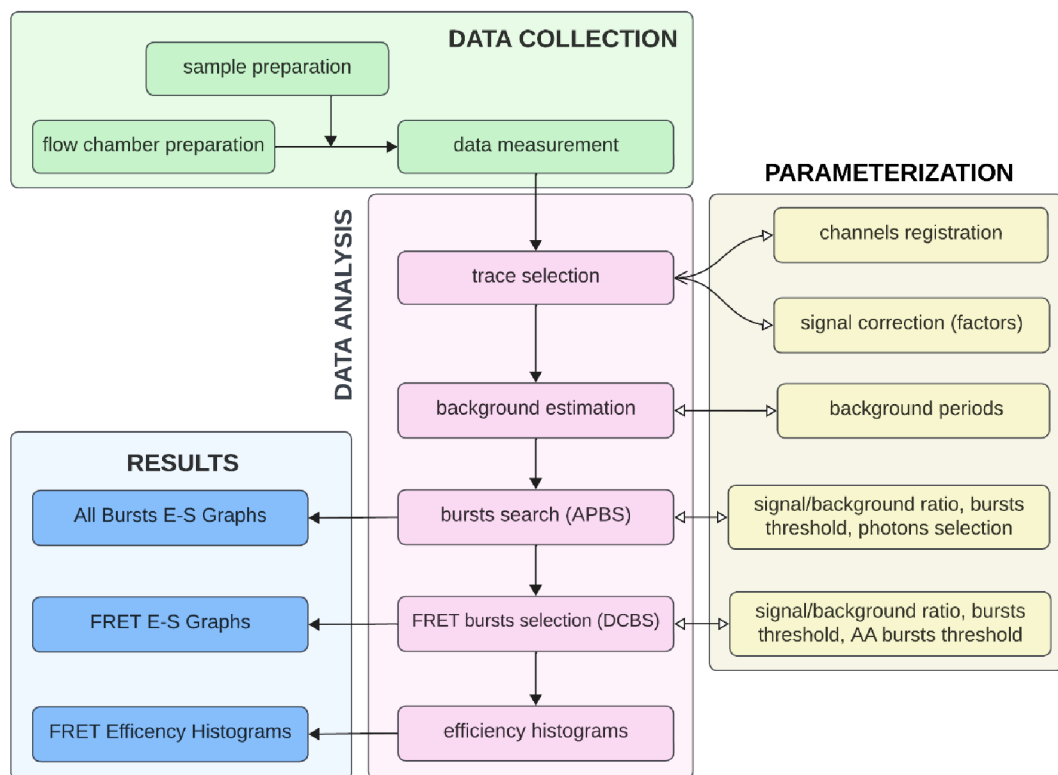 DATA COLLECTION
sample preparation
flow chamber preparation
data measurement
PARAMETERIZATION
DATA ANALYSIS
channels registration
trace selection
signal correction (factors)
background estimation
background periods
RESULTS
All Bursts E-S Graphs
bursts search (APBS)
signal/background ratio, bursts
threshold, photons selection
FRET E-S Graphs
FRET bursts selection (DCBS)
signal/background ratio, bursts
threshold, AA bursts threshold
FRET Efficency Histograms
efficiency histograms